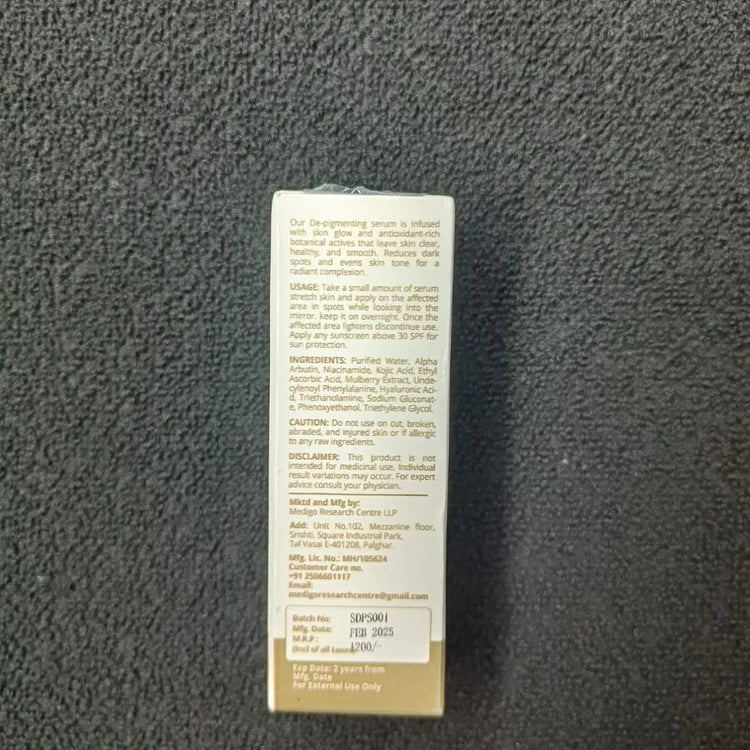 Our De-pigmenting serum is infused
with skin glow and antioxidant-rich
botanical actives that leave skin clear,
healthy, and smooth. Reduces dark
spots and evens skin tone for a
radiant complexion.
USAGE: Take a small amount of serum
stretch skin and apply on the affected
area in spots while looking into the
mirror. keep it on overnight. Once the
affected area lightens discontinue use.
Apply any sunscreen above 30 SPF for
sun protection.
INGREDIENTS: Purified Water, Alpha
Arbutin, Niacinamide, Kojic Acid, Ethyl
Ascorbic Acid, Mulberry Extract, Unde-
cylenoyl Phenylalanine, Hyaluronic Aci-
d, Triethanolamine, Sodium Gluconat-
e, Phenoxyethanol, Triethylene Glycol.
CAUTION: Do not use on cut, broken,
abraded, and injured skin or if allergic
to any raw ingredients.
DISCLAIMER: This product is not
intended for medicinal use. Individual
result variations may occur. For expert
advice consult your physician.
Mktd and Mfg by:
Medigo Research Centre LLP
Add: Unit No.102, Mezzanine floor,
Srishti, Square Industrial Park,
Tal Vasai E-401208, Palghar.
Mfg. Lic. No.: MH/105624
Customer Care no.
+91 2506601117
Email:
medigoresearchcentre@gmail.com
Batch No: SDPS001
Mfg. Date: FEB 2025
M.R.P : 1200/-
(Incl of all taxes)
Exp Date: 2 years from
Mfg. Date
For External Use Only